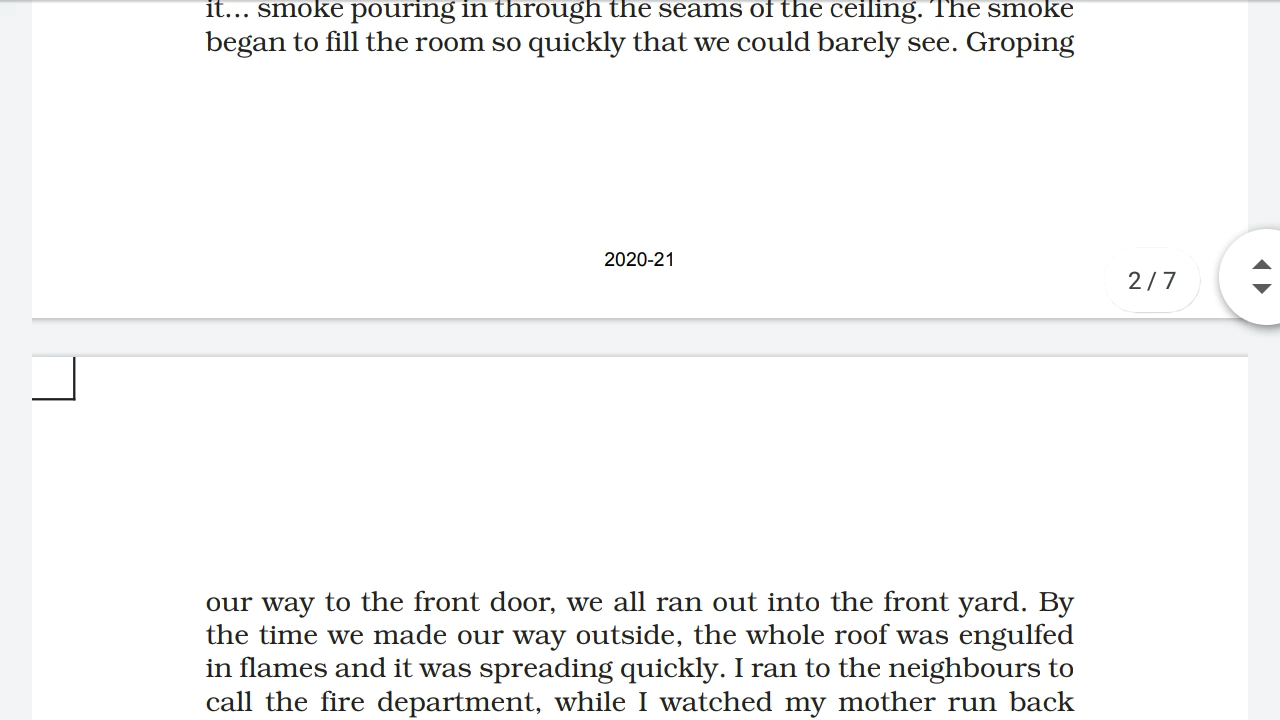 it… smoke pouring in through the seams of the ceiling. The smoke
began to fill the room so quickly that we could barely see. Groping
2020-21
2 / 7
our way to the front door, we all ran out into the front yard. By
the time we made our way outside, the whole roof was engulfed
in flames and it was spreading quickly. I ran to the neighbours to
call the fire department, while I watched my mother run back